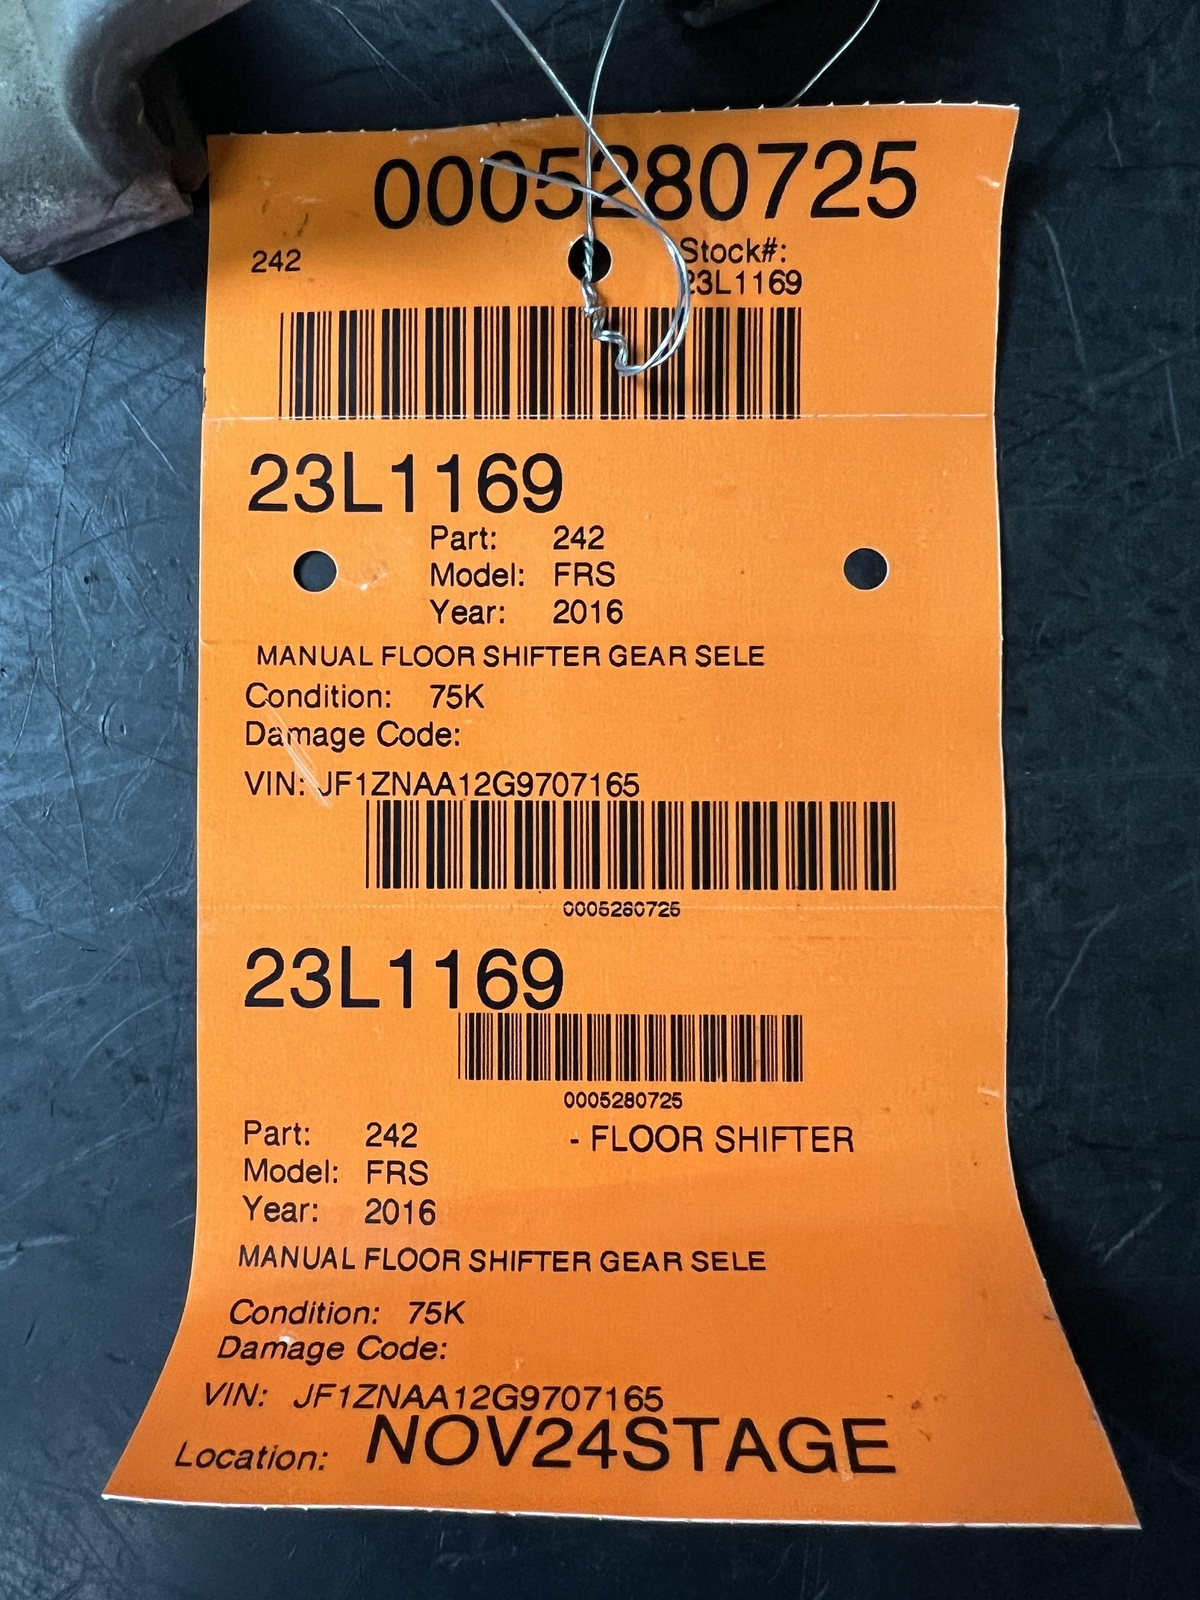 0005280725
242
Stock#:
23L1169
23L1169
Part: 242
Model: FRS
Year: 2016
MANUAL FLOOR SHIFTER GEAR SELE
Condition: 75K
Damage Code:
VIN: JF1ZNAA12G9707165
0005280725
23L1169
0005280725
Part: 242 - FLOOR SHIFTER
Model: FRS
Year: 2016
MANUAL FLOOR SHIFTER GEAR SELE
Condition: 75K
Damage Code:
VIN: JF1ZNAA12G9707165
Location: NOV24STAGE